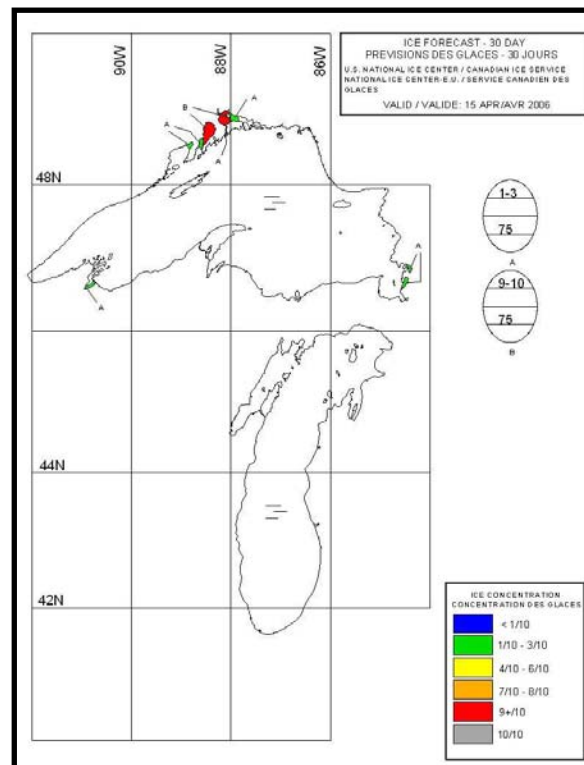 90W
88W
86W
ICE FORECAST - 30 DAY
PREVISIONS DES GLACES - 30 JOURS
U.S. NATIONAL ICE CENTER / CANADIAN ICE SERVICE
NATIONAL ICE CENTER-E.U. / SERVICE CANADIEN DES
GLACES
VALID / VALIDE: 15 APR/AVR 2006
B
A
A
A
48N
1-3
75
A
A
9-10
75
B
A
44N
42N
ICE CONCENTRATION
CONCENTRATION DES GLACES
< 1/10
1/10 - 3/10
4/10 - 6/10
7/10 - 8/10
9+/10
10/10